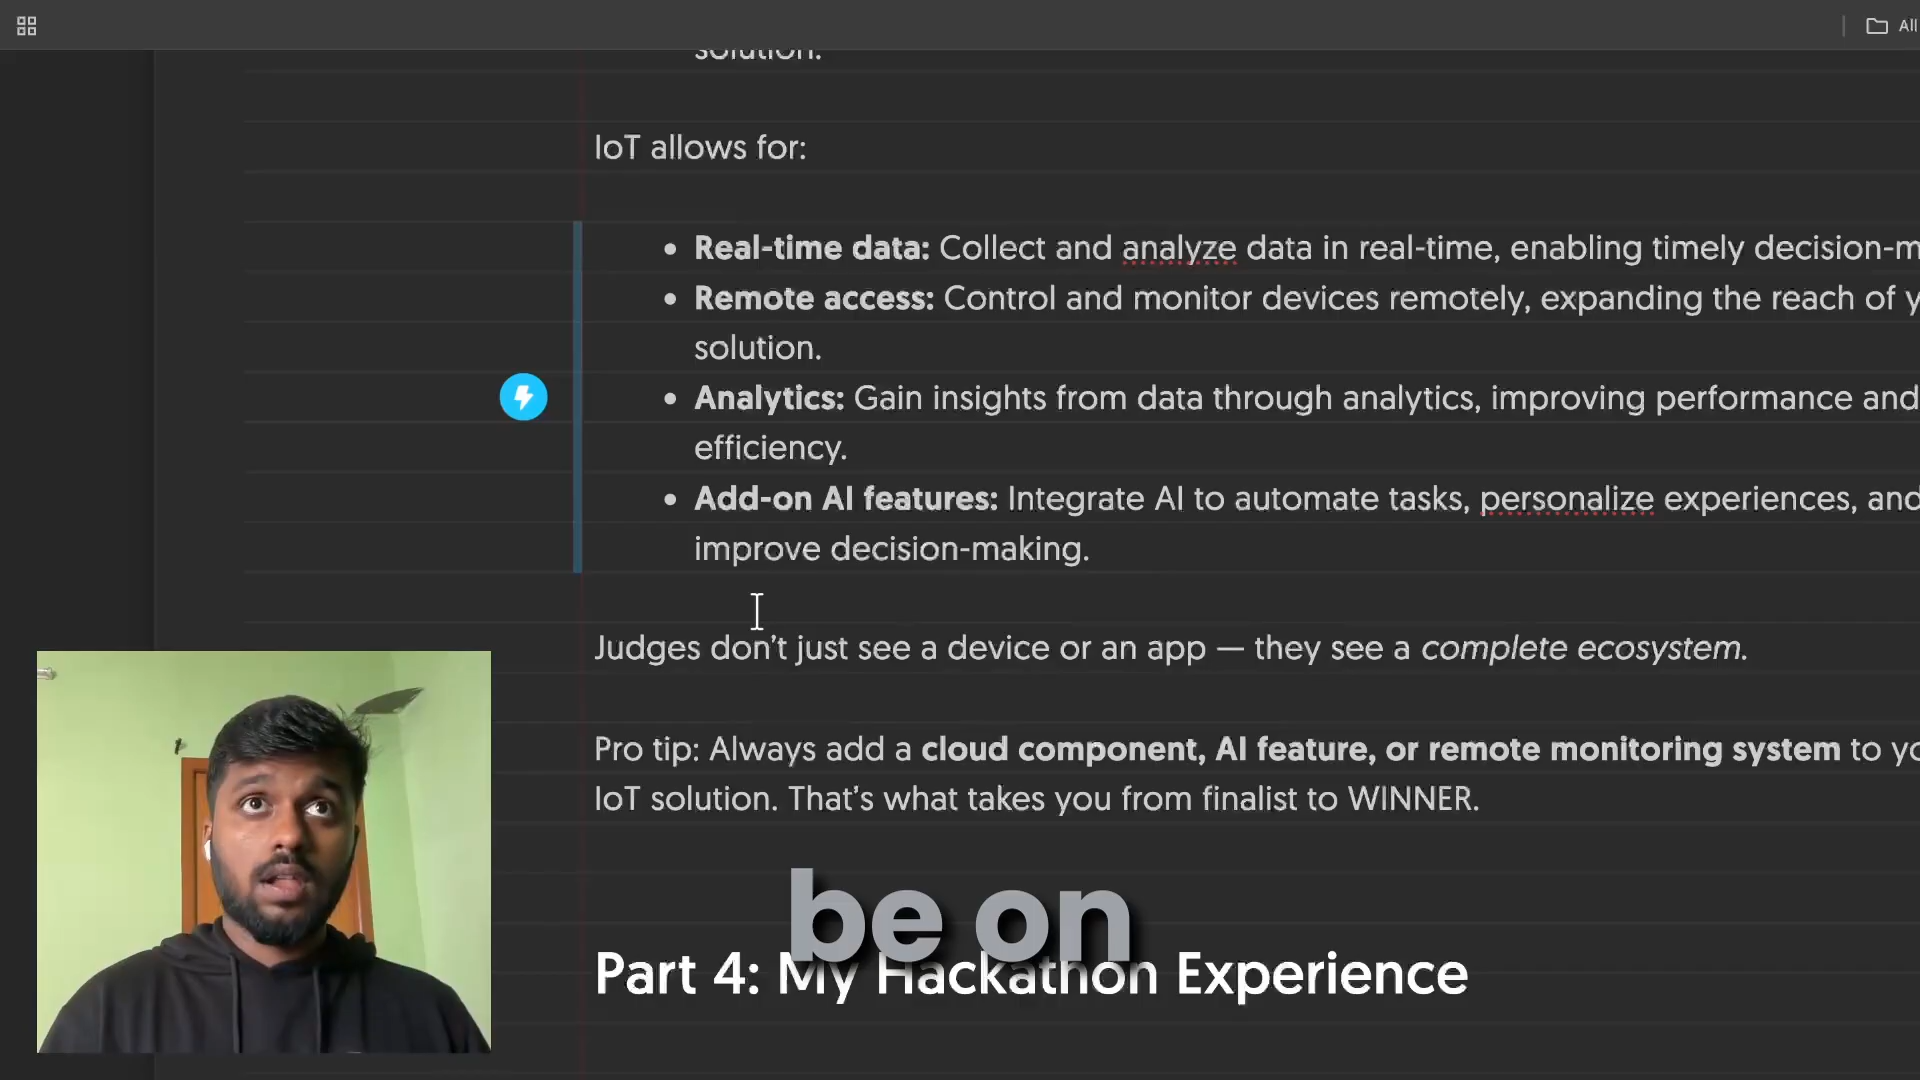 All
solution.
IoT allows for:
• Real-time data: Collect and analyze data in real-time, enabling timely
• Remote access: Control and monitor devices remotely, expanding the reach of
solution.
• Analytics: Gain insights from data through analytics, improving performance and
efficiency.
• Add-on AI features: Integrate AI to automate tasks, personalize experiences, and
improve decision-making.
Judges don’t just see a device or an app — they see a complete ecosystem.
Pro tip: Always add a cloud component, AI feature, or remote monitoring system to
IoT solution. That’s what takes you from finalist to WINNER.
be on
Part 4: My Hackathon Experience